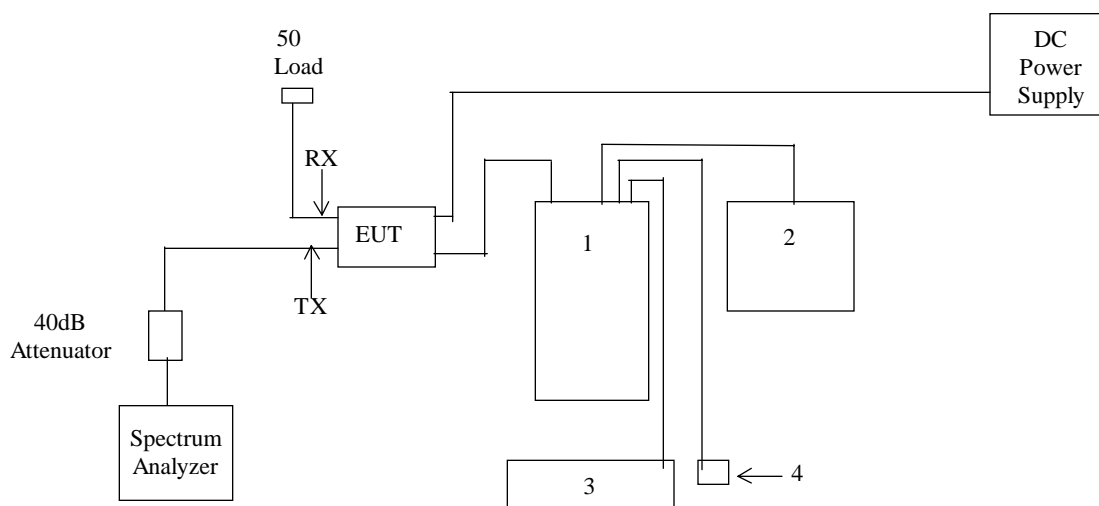 50
Load
DC
Power
Supply
RX
EUT
1
2
TX
40dB
Attenuator
Spectrum
Analyzer
3
4